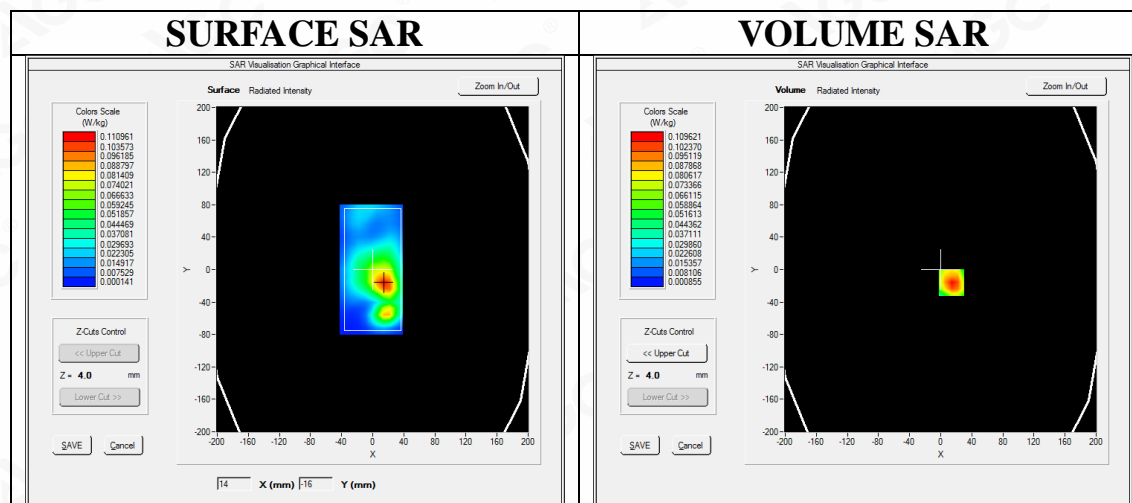 SURFACE SAR
SAR Visualisation Graphical Interface
Surface Radiated Intensity
Zoom In/Out
Colors Scale
(W/kg)
0.110961
0.103573
0.096185
0.088797
0.081409
0.074021
0.066633
0.059245
0.051857
0.044469
0.037081
0.029693
0.022305
0.014917
0.007529
0.000141
Z-Cuts Control
<< Upper Cut
Z = 4.0 mm
Lower Cut >>
SAVE Cancel
200
160
120
80
40
0
-40
-80
-120
-160
-200
Y
-200 -160 -120 -80 -40 0 40 80 120 160 200
X
14 X (mm) -16 Y (mm)
VOLUME SAR
SAR Visualisation Graphical Interface
Volume Radiated Intensity
Zoom In/Out
Colors Scale
(W/kg)
0.109621
0.102370
0.095119
0.087868
0.080617
0.073366
0.066115
0.058864
0.051613
0.044362
0.037111
0.029860
0.022608
0.015357
0.008106
0.000855
Z-Cuts Control
<< Upper Cut
Z = 4.0 mm
Lower Cut >>
SAVE Cancel
200
160
120
80
40
0
-40
-80
-120
-160
-200
Y
-200 -160 -120 -80 -40 0 40 80 120 160 200
X